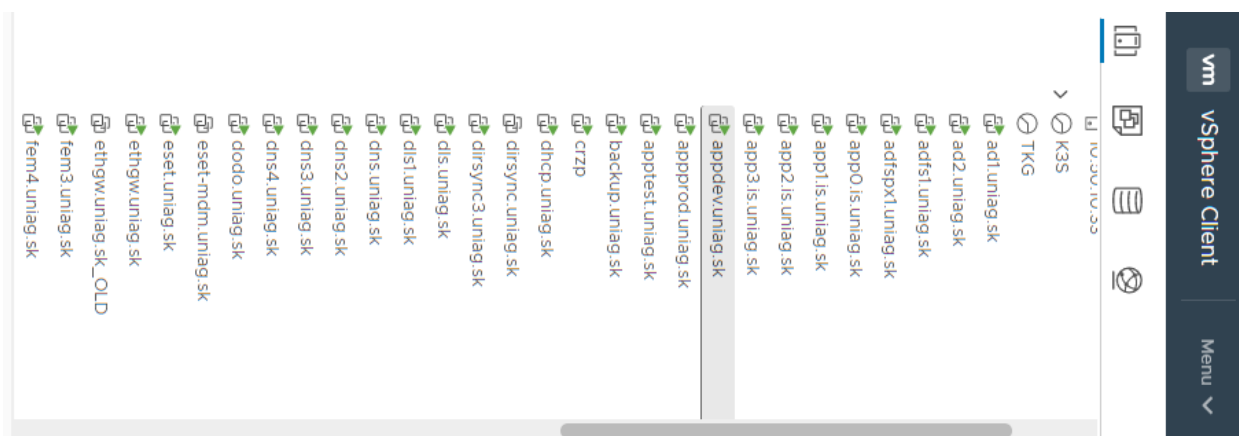 vm vSphere Client Menu
K3S
TKG
ad1.uniag.sk
ad2.uniag.sk
adfs1.uniag.sk
adfspx1.uniag.sk
app0.is.uniag.sk
app1.is.uniag.sk
app2.is.uniag.sk
app3.is.uniag.sk
appdev.uniag.sk
appprod.uniag.sk
apptest.uniag.sk
backup.uniag.sk
crzp
dhcp.uniag.sk
dirsync.uniag.sk
dirsync3.uniag.sk
dls.uniag.sk
dls1.uniag.sk
dns.uniag.sk
dns2.uniag.sk
dns3.uniag.sk
dns4.uniag.sk
dodo.uniag.sk
eset-mdm.uniag.sk
eset.uniag.sk
ethgw.uniag.sk
ethgw.uniag.sk_OLD
fem3.uniag.sk
fem4.uniag.sk